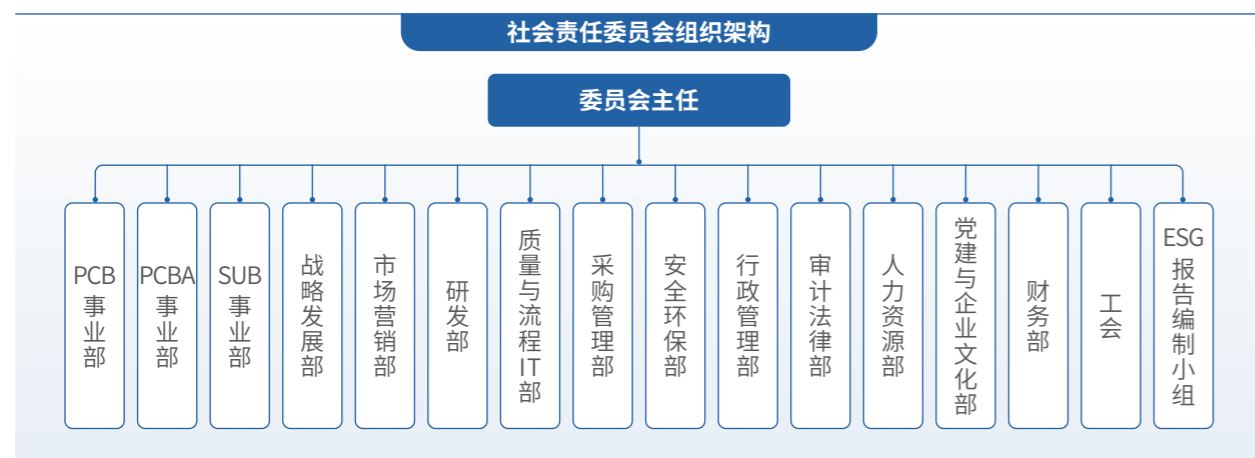 社会责任委员会组织架构
委员会主任
PCB事业部
PCBA事业部
SUB事业部
战略发展部
市场营销部
研发部
质量与流程IT部
采购管理部
安全环保部
行政管理部
审计法律部
人力资源部
党建与企业文化部
财务部
工会
ESG报告编制小组